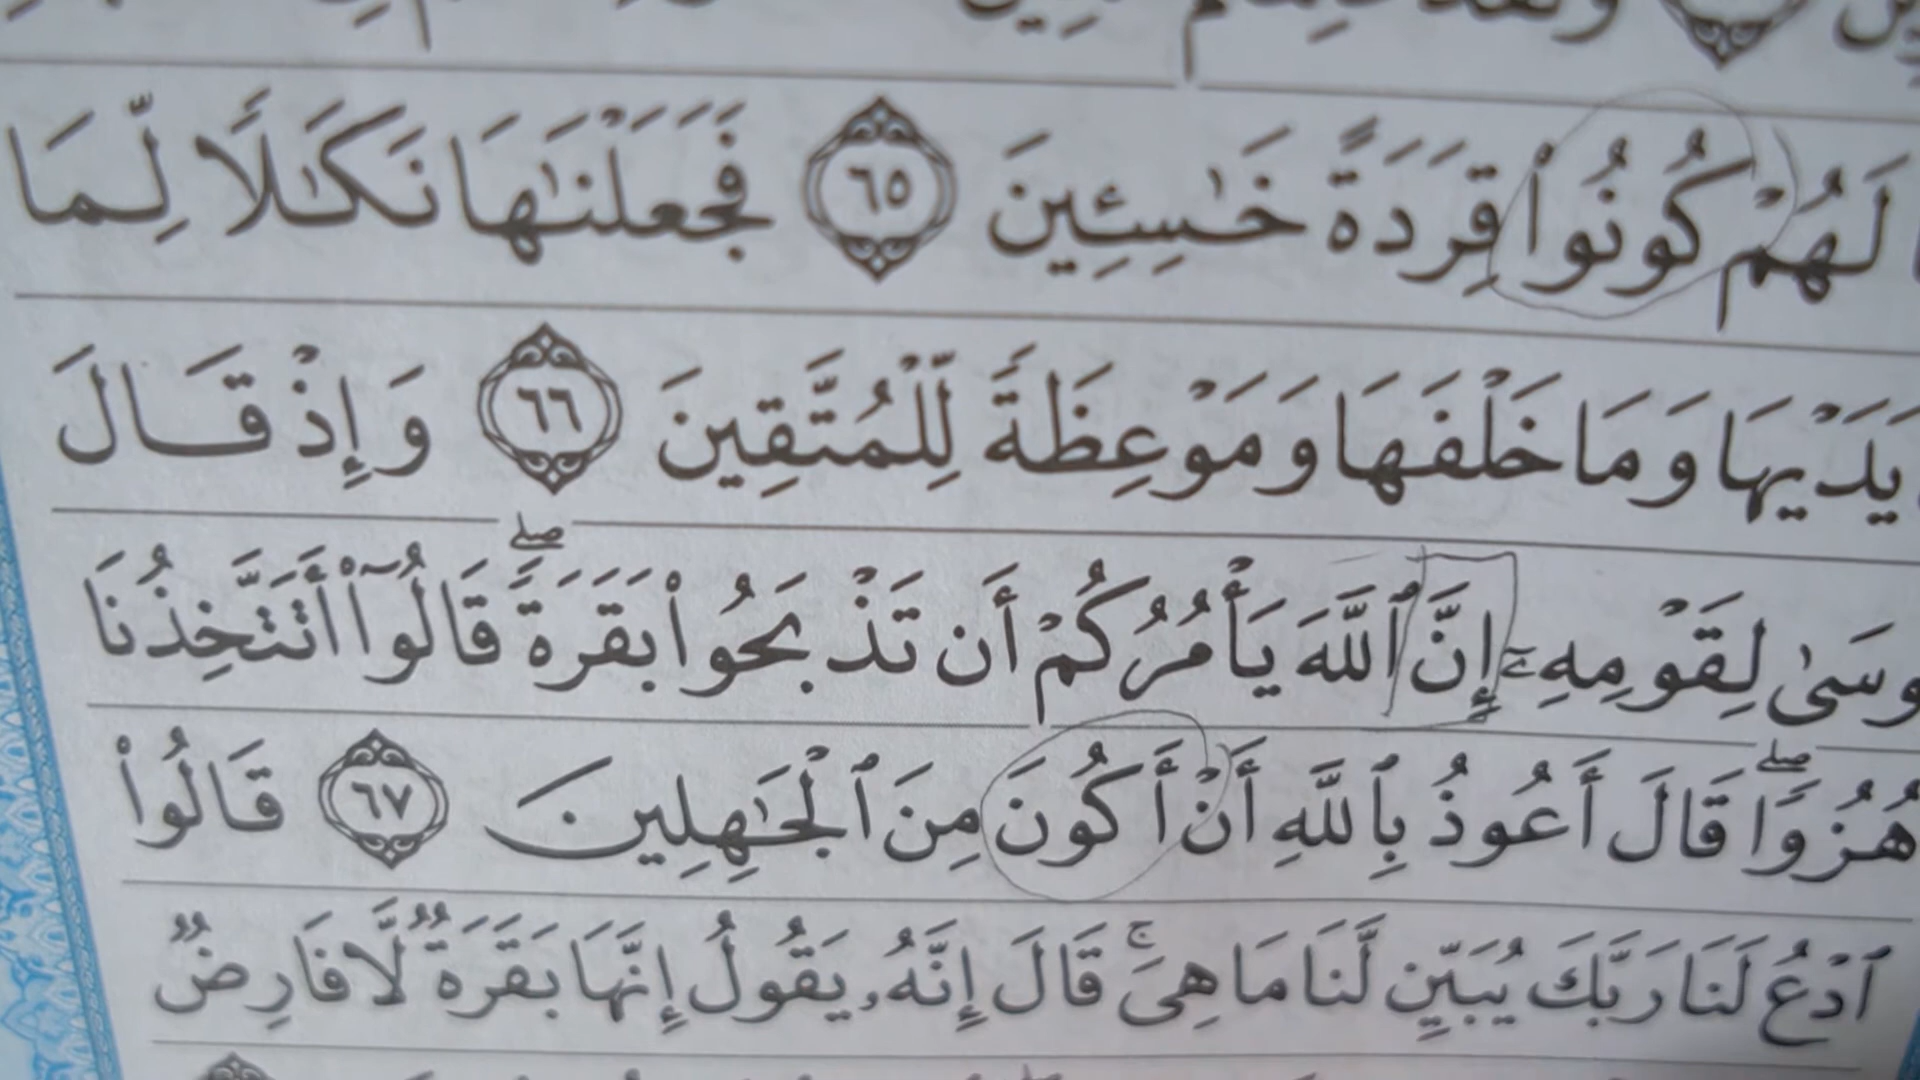 لَهُمْ كُونُوا۟ قِرَدَةً خَـٰسِـِٔينَ ٦٥ فَجَعَلْنَـٰهَا نَكَـٰلًا لِّمَا
يَدَيْهَا وَمَا خَلْفَهَا وَمَوْعِظَةً لِّلْمُتَّقِينَ ٦٦ وَإِذْ قَالَ
وسَىٰ لِقَوْمِهِۦٓ إِنَّ ٱللَّهَ يَأْمُرُكُمْ أَن تَذْبَحُوا۟ بَقَرَةً ۖ قَالُوٓا۟ أَتَتَّخِذُنَا
هُزُوًا ۖ قَالَ أَعُوذُ بِٱللَّهِ أَنْ أَكُونَ مِنَ ٱلْجَـٰهِلِينَ ٦٧ قَالُوا۟
ٱدْعُ لَنَا رَبَّكَ يُبَيِّن لَّنَا مَا هِىَ ۚ قَالَ إِنَّهُۥ يَقُولُ إِنَّهَا بَقَرَةٌ لَّا فَارِضٌ